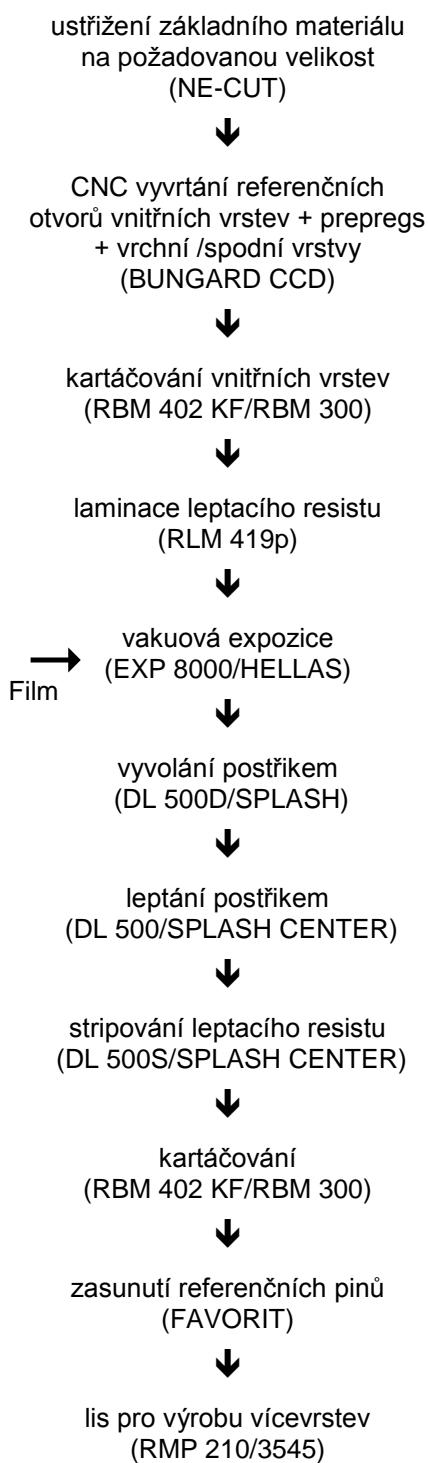 ustřižení základního materiálu
na požadovanou velikost
(NE-CUT)
CNC vyvrtání referenčních
otvorů vnitřních vrstev + prepregs
+ vrchní /spodní vrstvy
(BUNGARD CCD)
kartáčování vnitřních vrstev
(RBM 402 KF/RBM 300)
laminace leptacího resistu
(RLM 419p)
vakuová expozice
(EXP 8000/HELLAS)
Film
vyvolání postřikem
(DL 500D/SPLASH)
leptání postřikem
(DL 500/SPLASH CENTER)
stripování leptacího resistu
(DL 500S/SPLASH CENTER)
kartáčování
(RBM 402 KF/RBM 300)
zasunutí referenčních pinů
(FAVORIT)
lis pro výrobu vícevrstev
(RMP 210/3545)